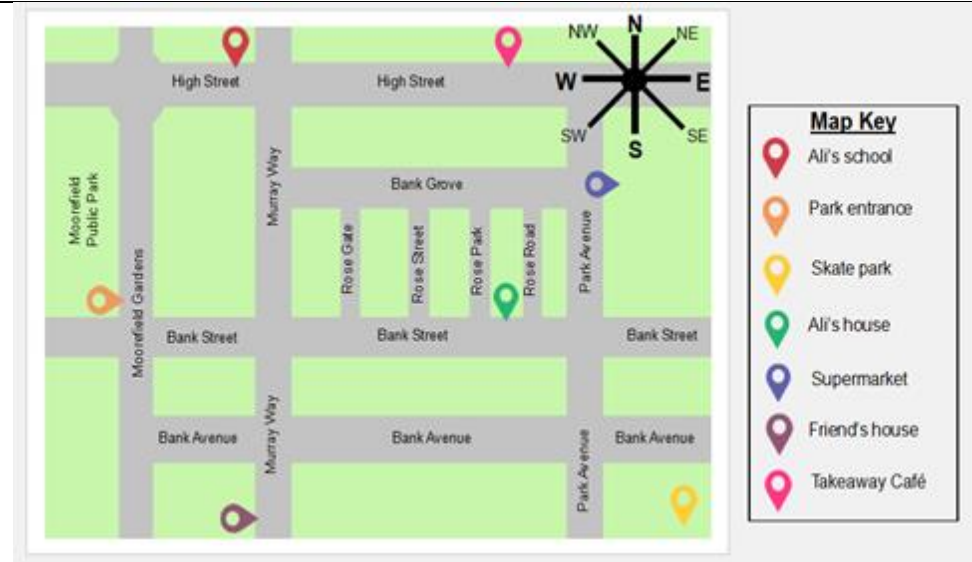 N
NW
NE
W
E
SW
SE
S
High Street
High Street
Moorefield
Public Park
Moorefield Gardens
Murray Way
Bank Grove
Rose Gate
Rose Street
Rose Park
Rose Road
Park Avenue
Bank Street
Bank Street
Bank Street
Murray Way
Bank Avenue
Bank Avenue
Bank Avenue
Park Avenue
Map Key
Ali's school
Park entrance
Skate park
Ali's house
Supermarket
Friend's house
Takeaway Café